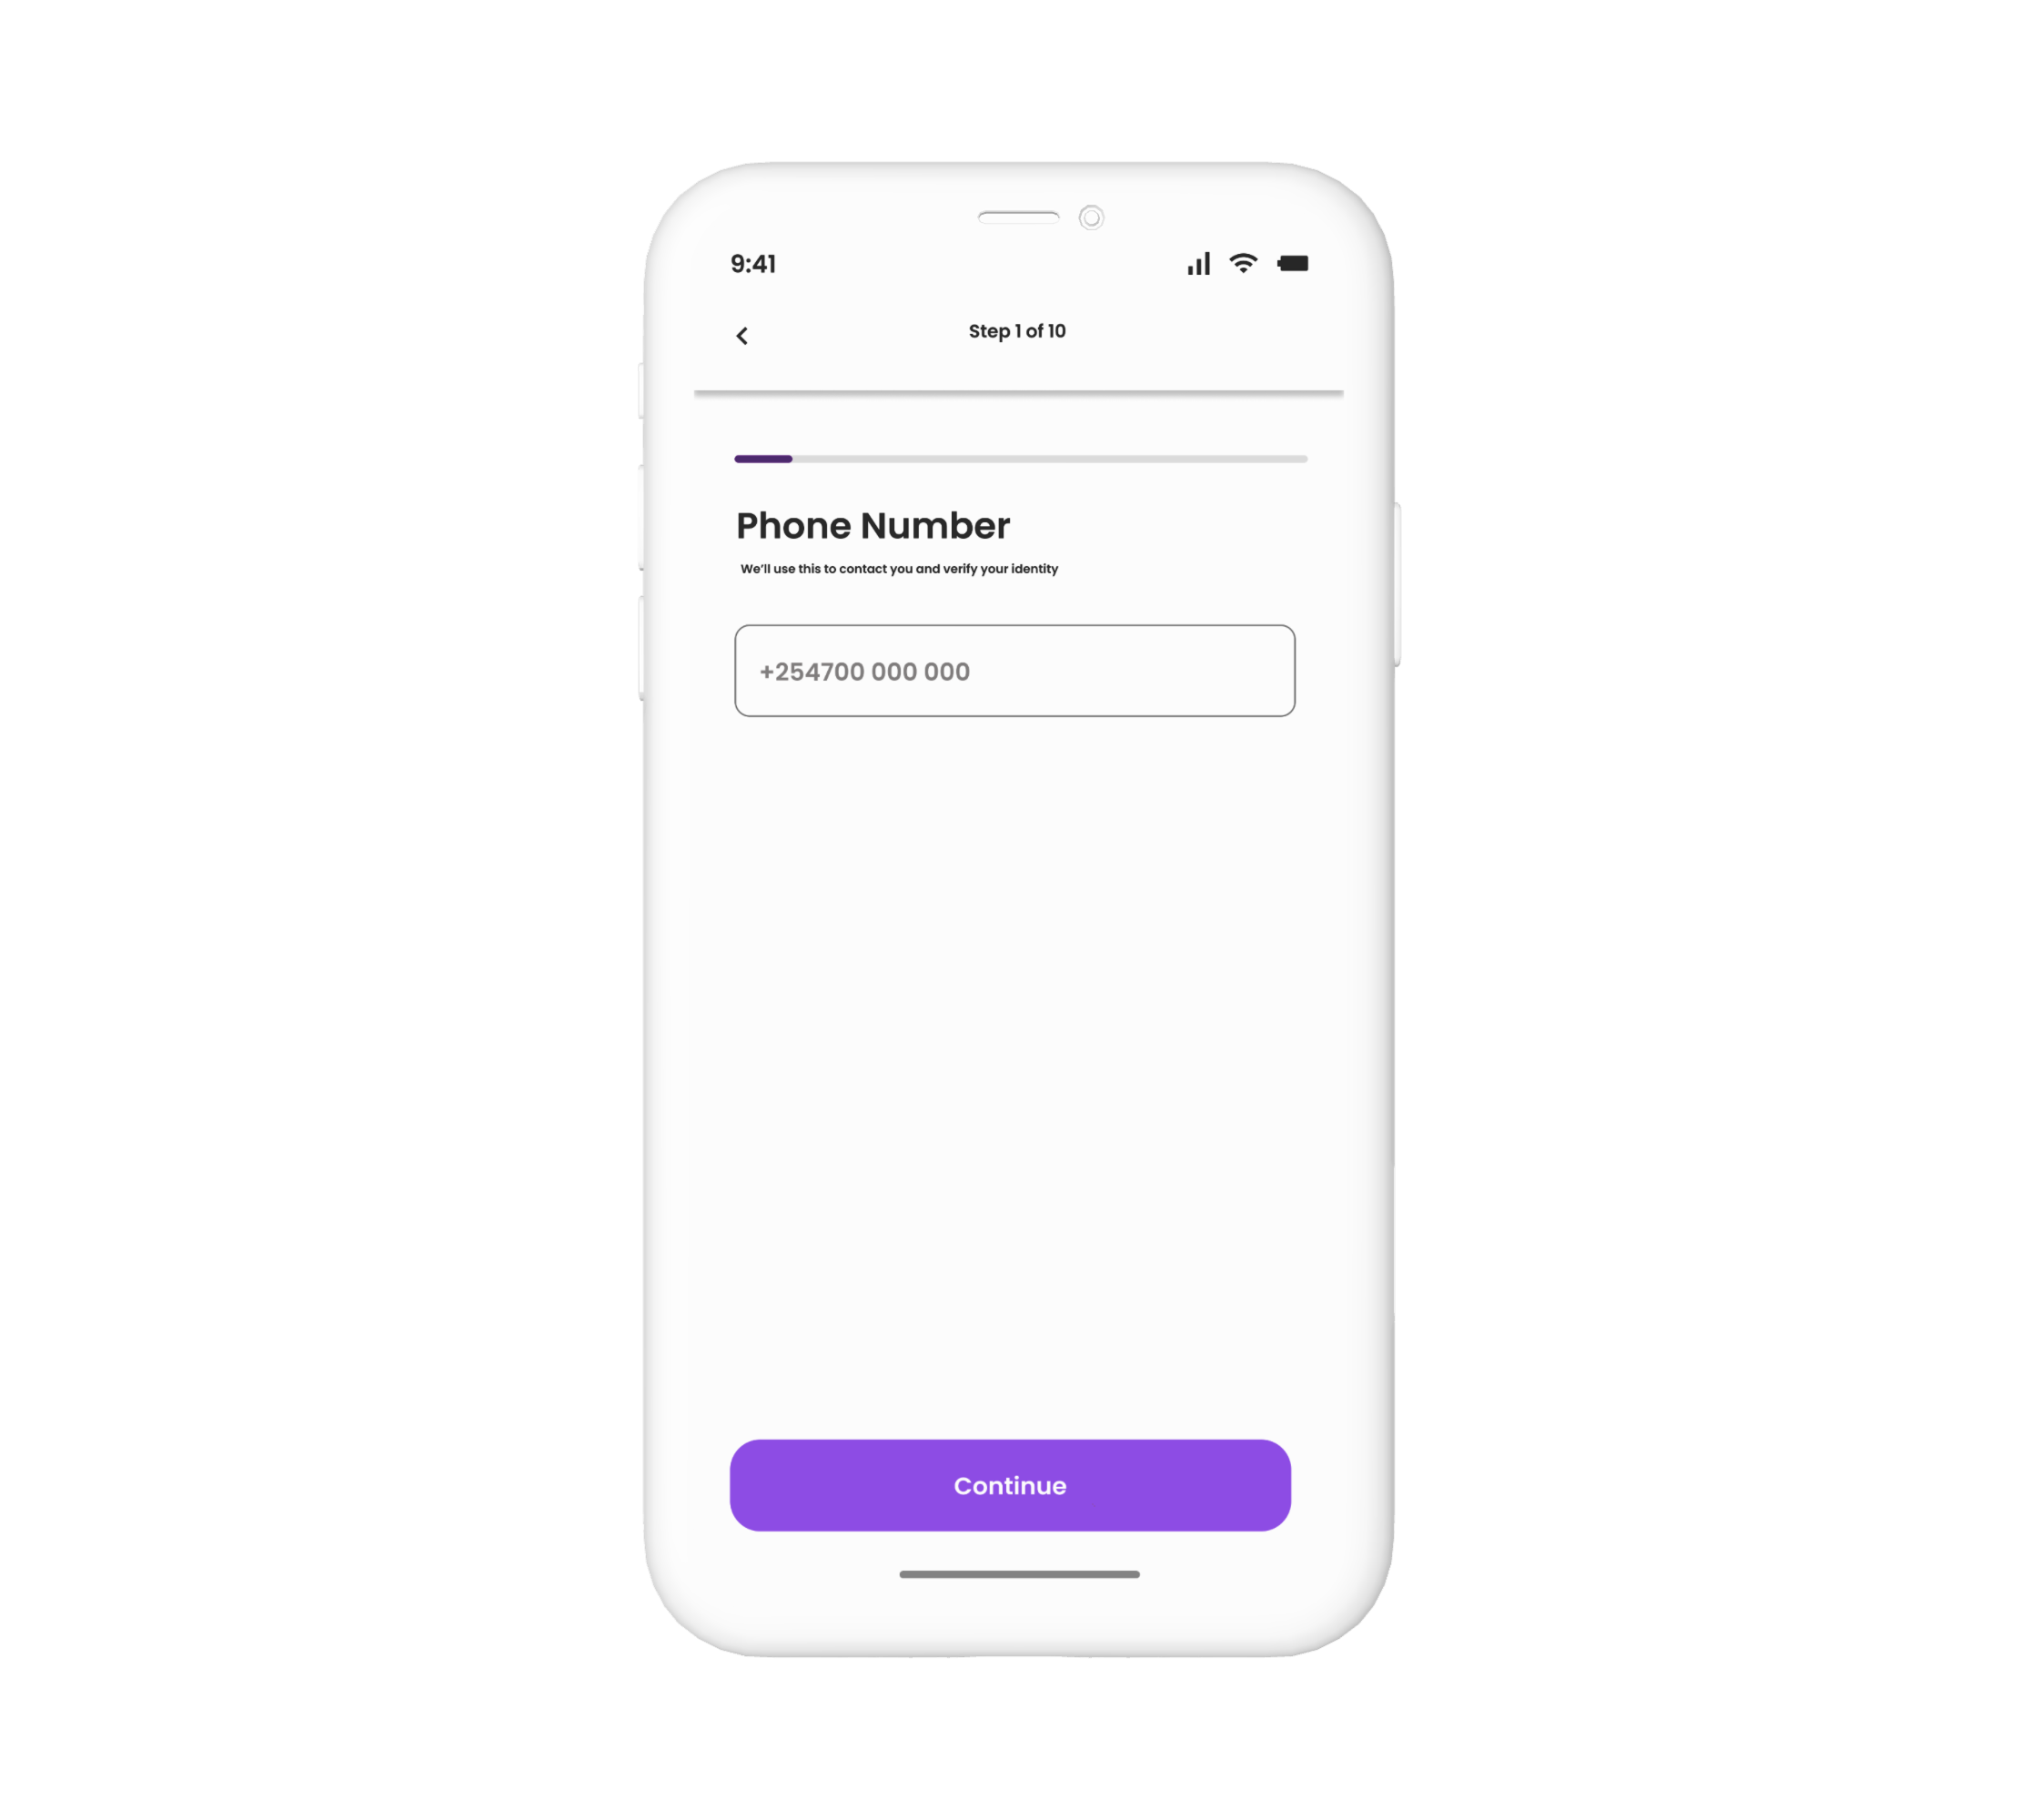 9:41
Step 1 of 10
Phone Number
We'll use this to contact you and verify your identity
+254700 000 000
Continue